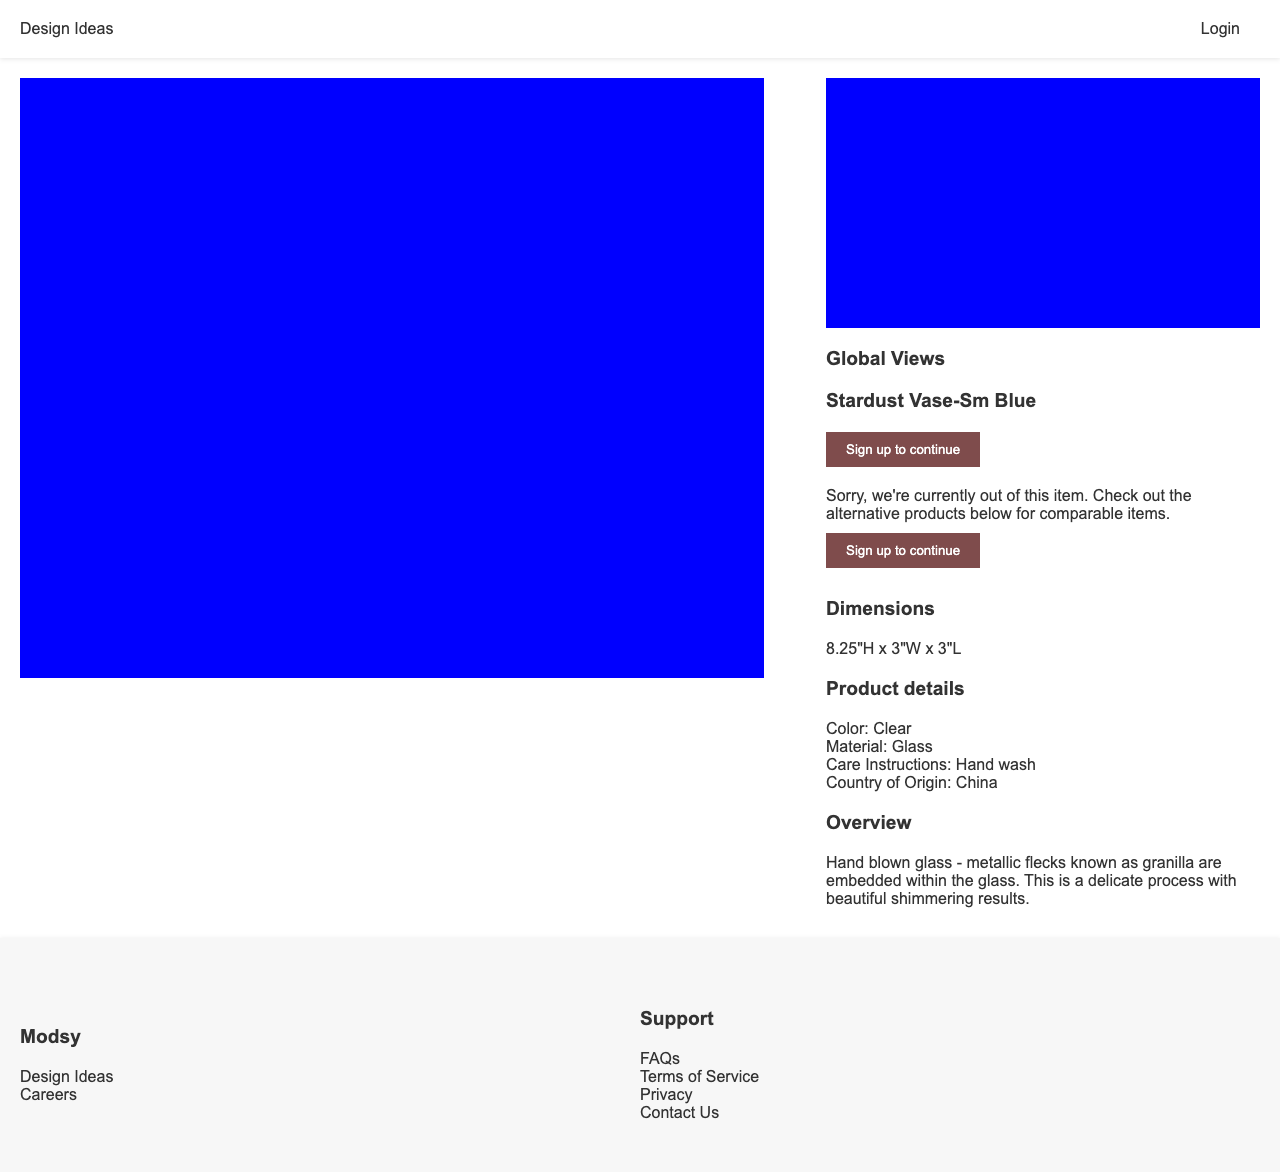 Design Ideas
Login
Global Views
Stardust Vase-Sm Blue
Sign up to continue
Sorry, we're currently out of this item. Check out the
alternative products below for comparable items.
Sign up to continue
Dimensions
8.25"H x 3"W x 3"L
Product details
Color: Clear
Material: Glass
Care Instructions: Hand wash
Country of Origin: China
Overview
Hand blown glass - metallic flecks known as granilla are
embedded within the glass. This is a delicate process with
beautiful shimmering results.
Modsy
Design Ideas
Careers
Support
FAQs
Terms of Service
Privacy
Contact Us